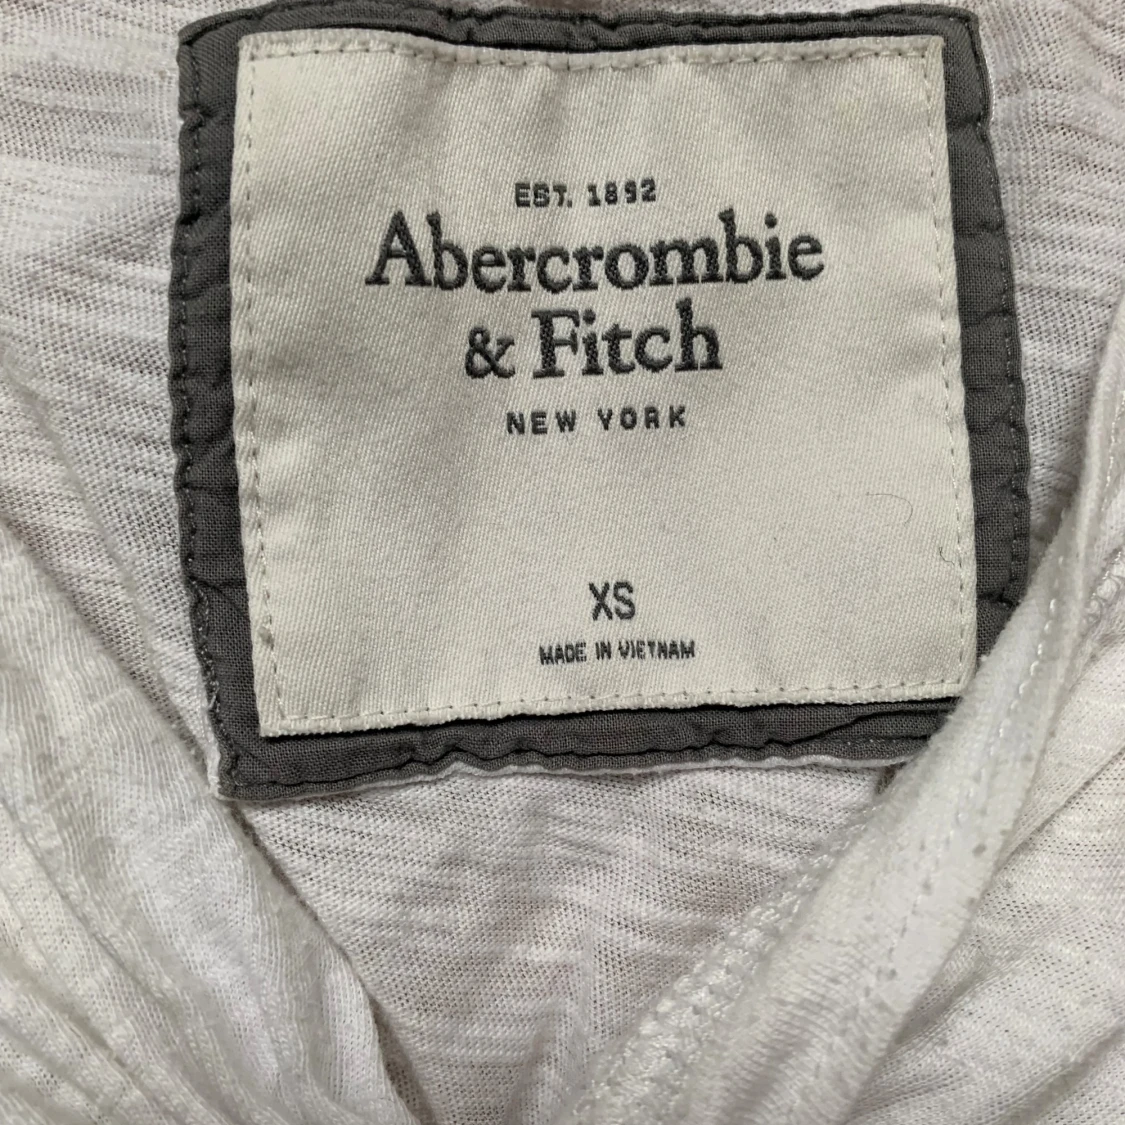 EST. 1892
Abercrombie
& Fitch
NEW YORK
XS
MADE IN VIETNAM